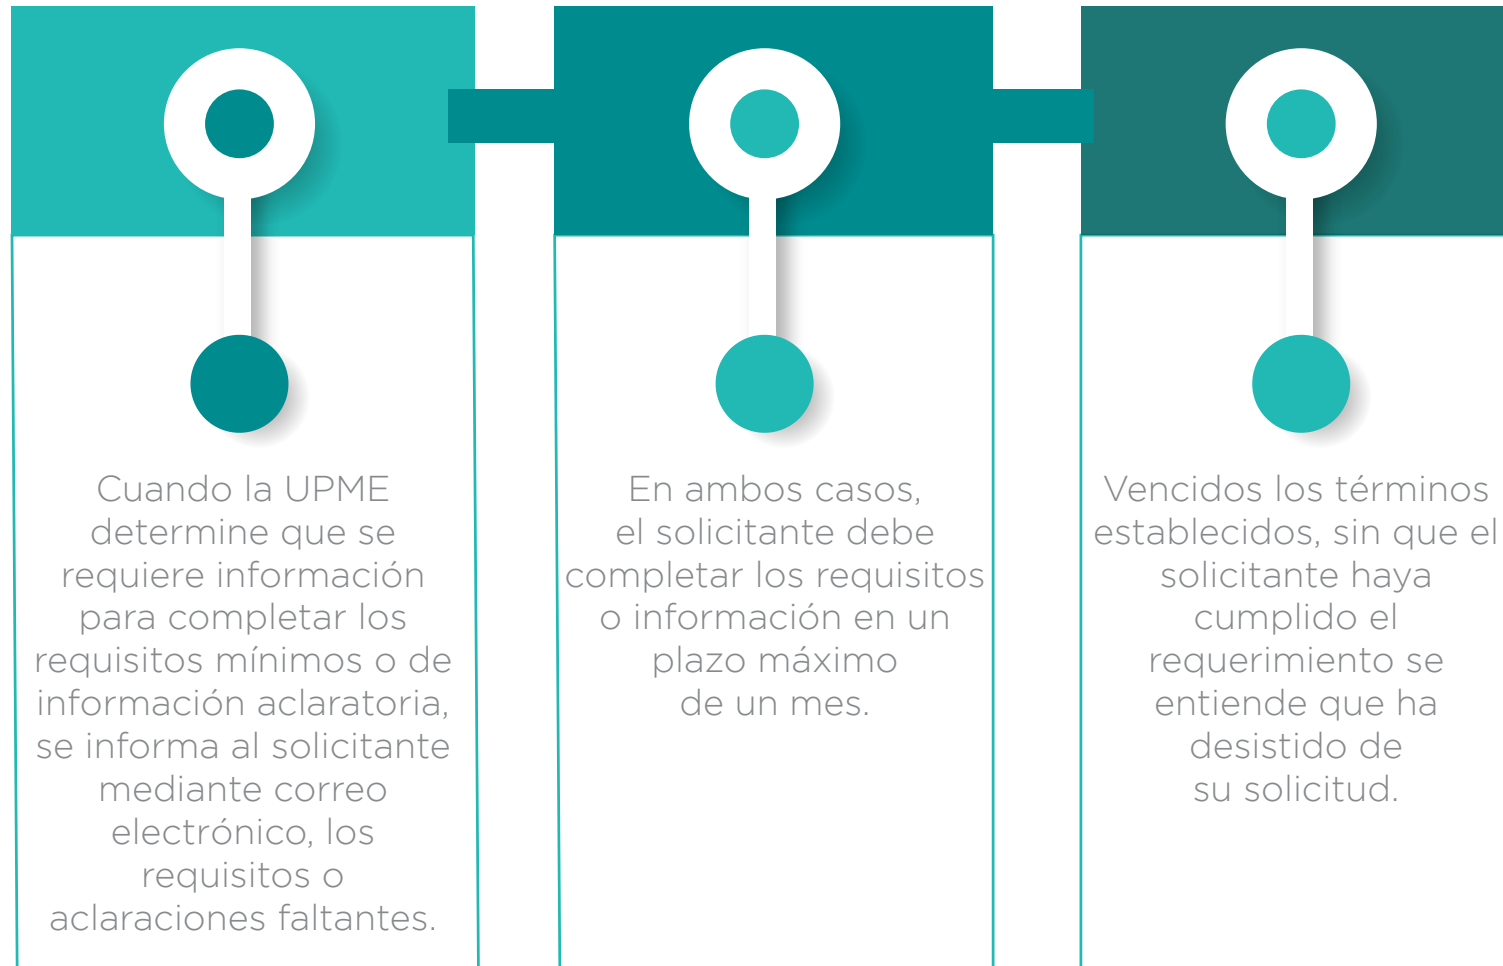 Cuando la UPME
determine que se
requiere información
para completar los
requisitos mínimos o de
información aclaratoria,
se informa al solicitante
mediante correo
electrónico, los
requisitos o
aclaraciones faltantes.
En ambos casos,
el solicitante debe
completar los requisitos
o información en un
plazo máximo
de un mes.
Vencidos los términos
establecidos, sin que el
solicitante haya
cumplido el
requerimiento se
entiende que ha
desistido de
su solicitud.